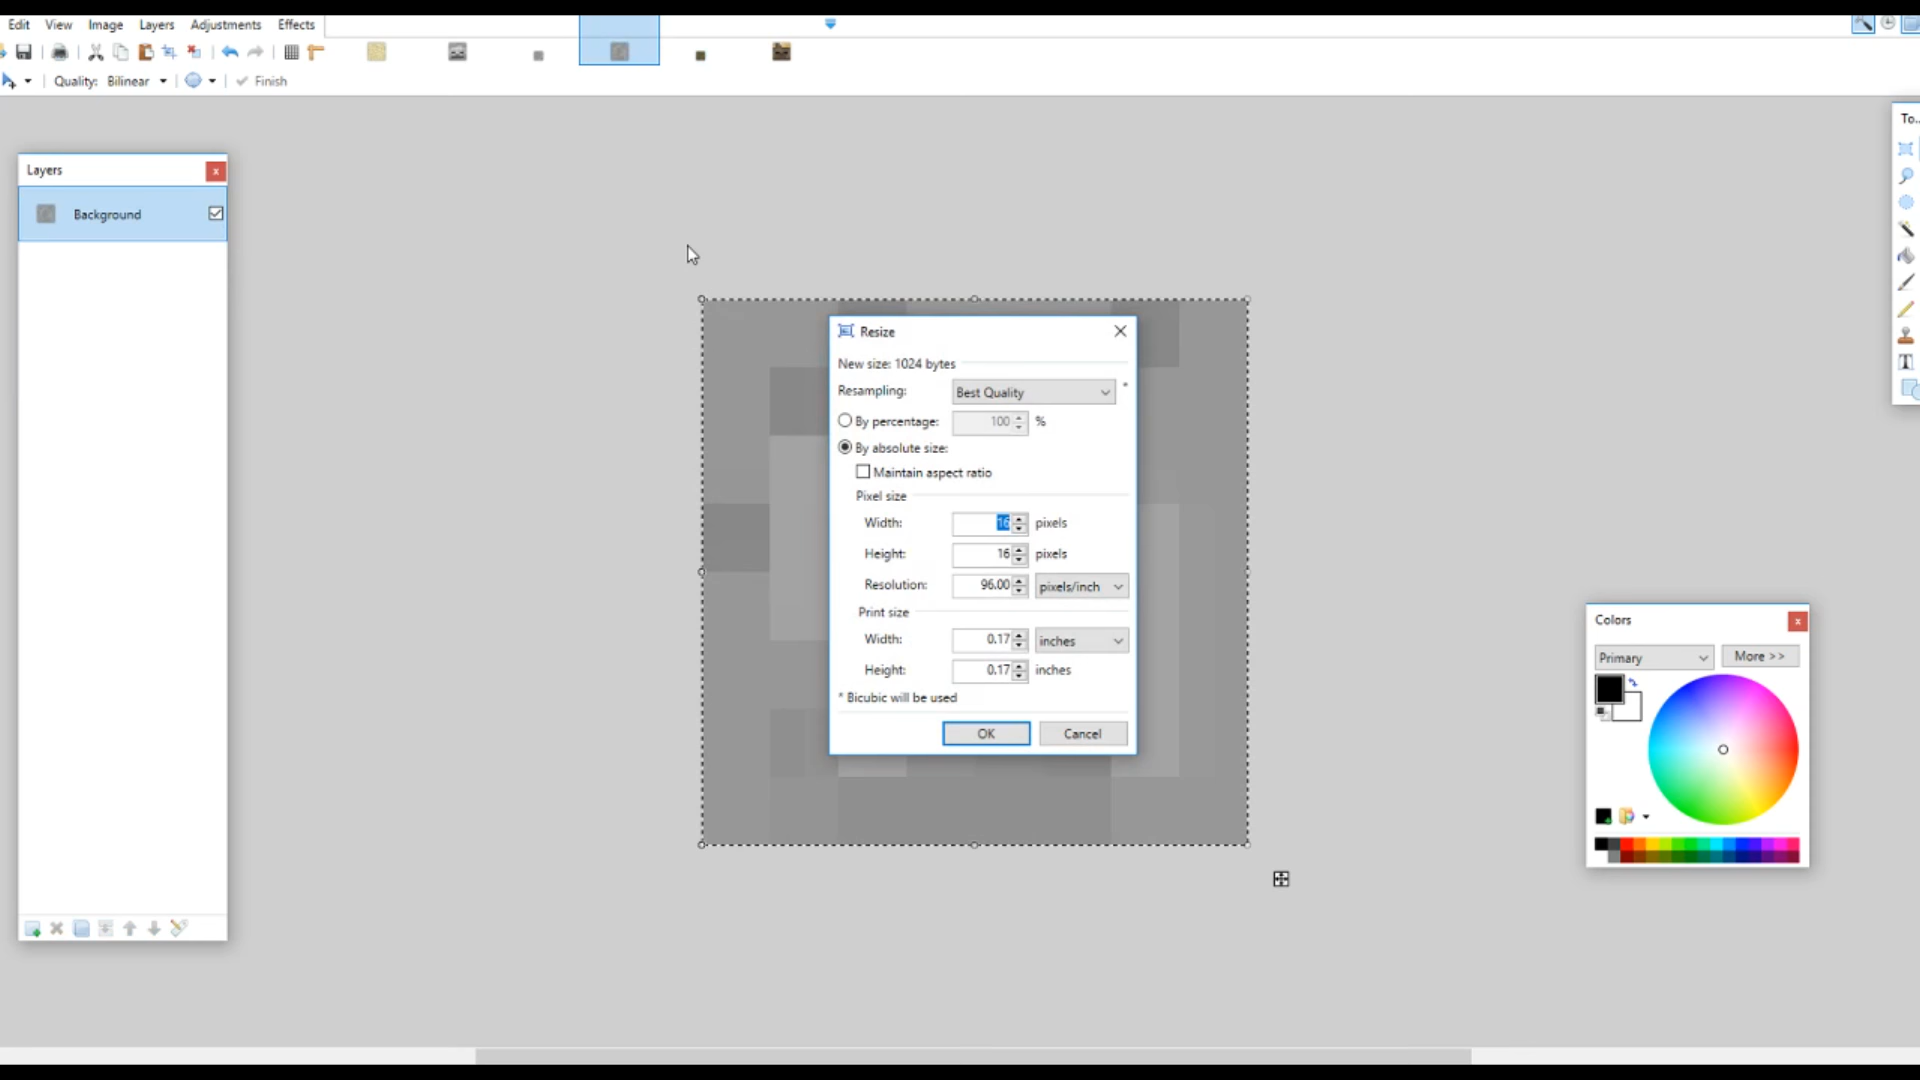 Edit View Image Layers Adjustments Effects
Quality: Bilinear Finish
To...
Layers
x
Background
Resize
New size: 1024 bytes
Resampling: Best Quality *
By percentage: 100 %
By absolute size:
Maintain aspect ratio
Pixel size
Width: 16 pixels
Height: 16 pixels
Resolution: 96.00 pixels/inch
Print size
Width: 0.17 inches
Height: 0.17 inches
* Bicubic will be used
OK Cancel
Colors x
Primary More >>